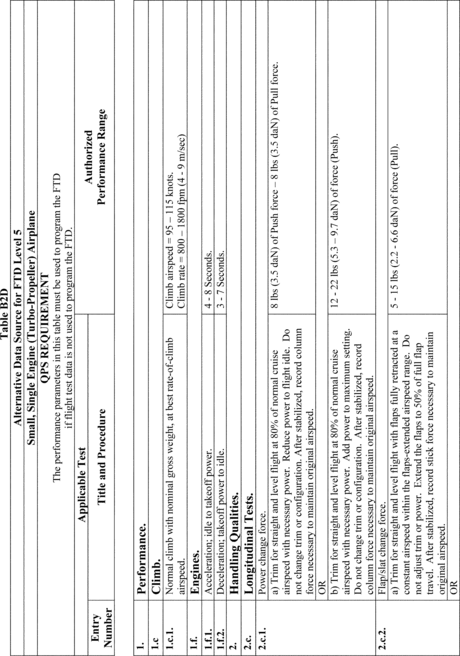 Table B2D
Alternative Data Source for FTD Level 5
Small, Single Engine (Turbo-Propeller) Airplane
QPS REQUIREMENT
The performance parameters in this table must be used to program the FTD
if flight test data is not used to program the FTD.
Applicable Test
Authorized
Performance Range
Entry
Number
Title and Procedure
1.
Performance.
1.c
Climb.
1.c.1.
Normal climb with nominal gross weight, at best rate-of-climb
airspeed.
Climb airspeed = 95 – 115 knots.
Climb rate = 800 – 1800 fpm (4 - 9 m/sec)
1.f.
Engines.
1.f.1.
Acceleration; idle to takeoff power.
4 - 8 Seconds.
1.f.2.
Deceleration; takeoff power to idle.
3 - 7 Seconds.
2.
Handling Qualities.
2.c.
Longitudinal Tests.
2.c.1.
Power change force.
a) Trim for straight and level flight at 80% of normal cruise
airspeed with necessary power. Reduce power to flight idle. Do
not change trim or configuration. After stabilized, record column
force necessary to maintain original airspeed.
8 lbs (3.5 daN) of Push force – 8 lbs (3.5 daN) of Pull force.
OR
b) Trim for straight and level flight at 80% of normal cruise
airspeed with necessary power. Add power to maximum setting.
Do not change trim or configuration. After stabilized, record
column force necessary to maintain original airspeed.
12 - 22 lbs (5.3 – 9.7 daN) of force (Push).
2.c.2.
Flap/slat change force.
a) Trim for straight and level flight with flaps fully retracted at a
constant airspeed within the flaps-extended airspeed range. Do
not adjust trim or power. Extend the flaps to 50% of full flap
travel. After stabilized, record stick force necessary to maintain
original airspeed.
5 - 15 lbs (2.2 - 6.6 daN) of force (Pull).
OR